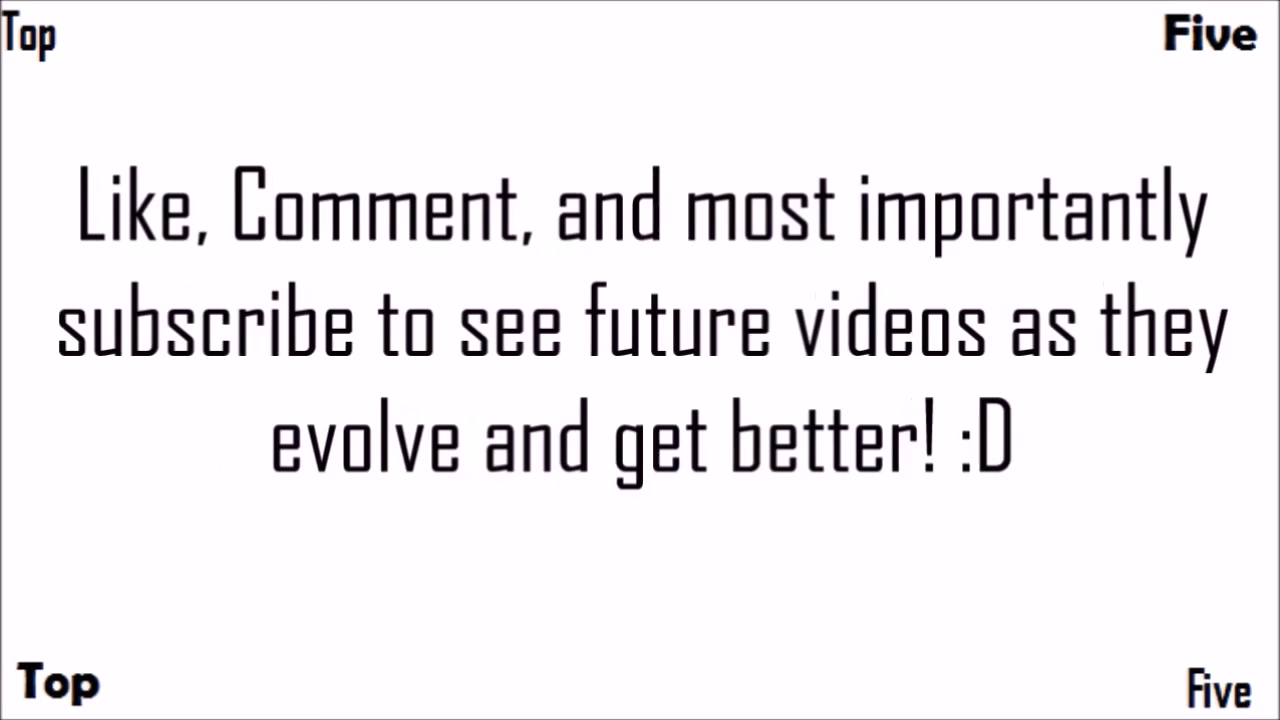 Top
Five
Like, Comment, and most importantly
subscribe to see future videos as they
evolve and get better! :D
Top
Five